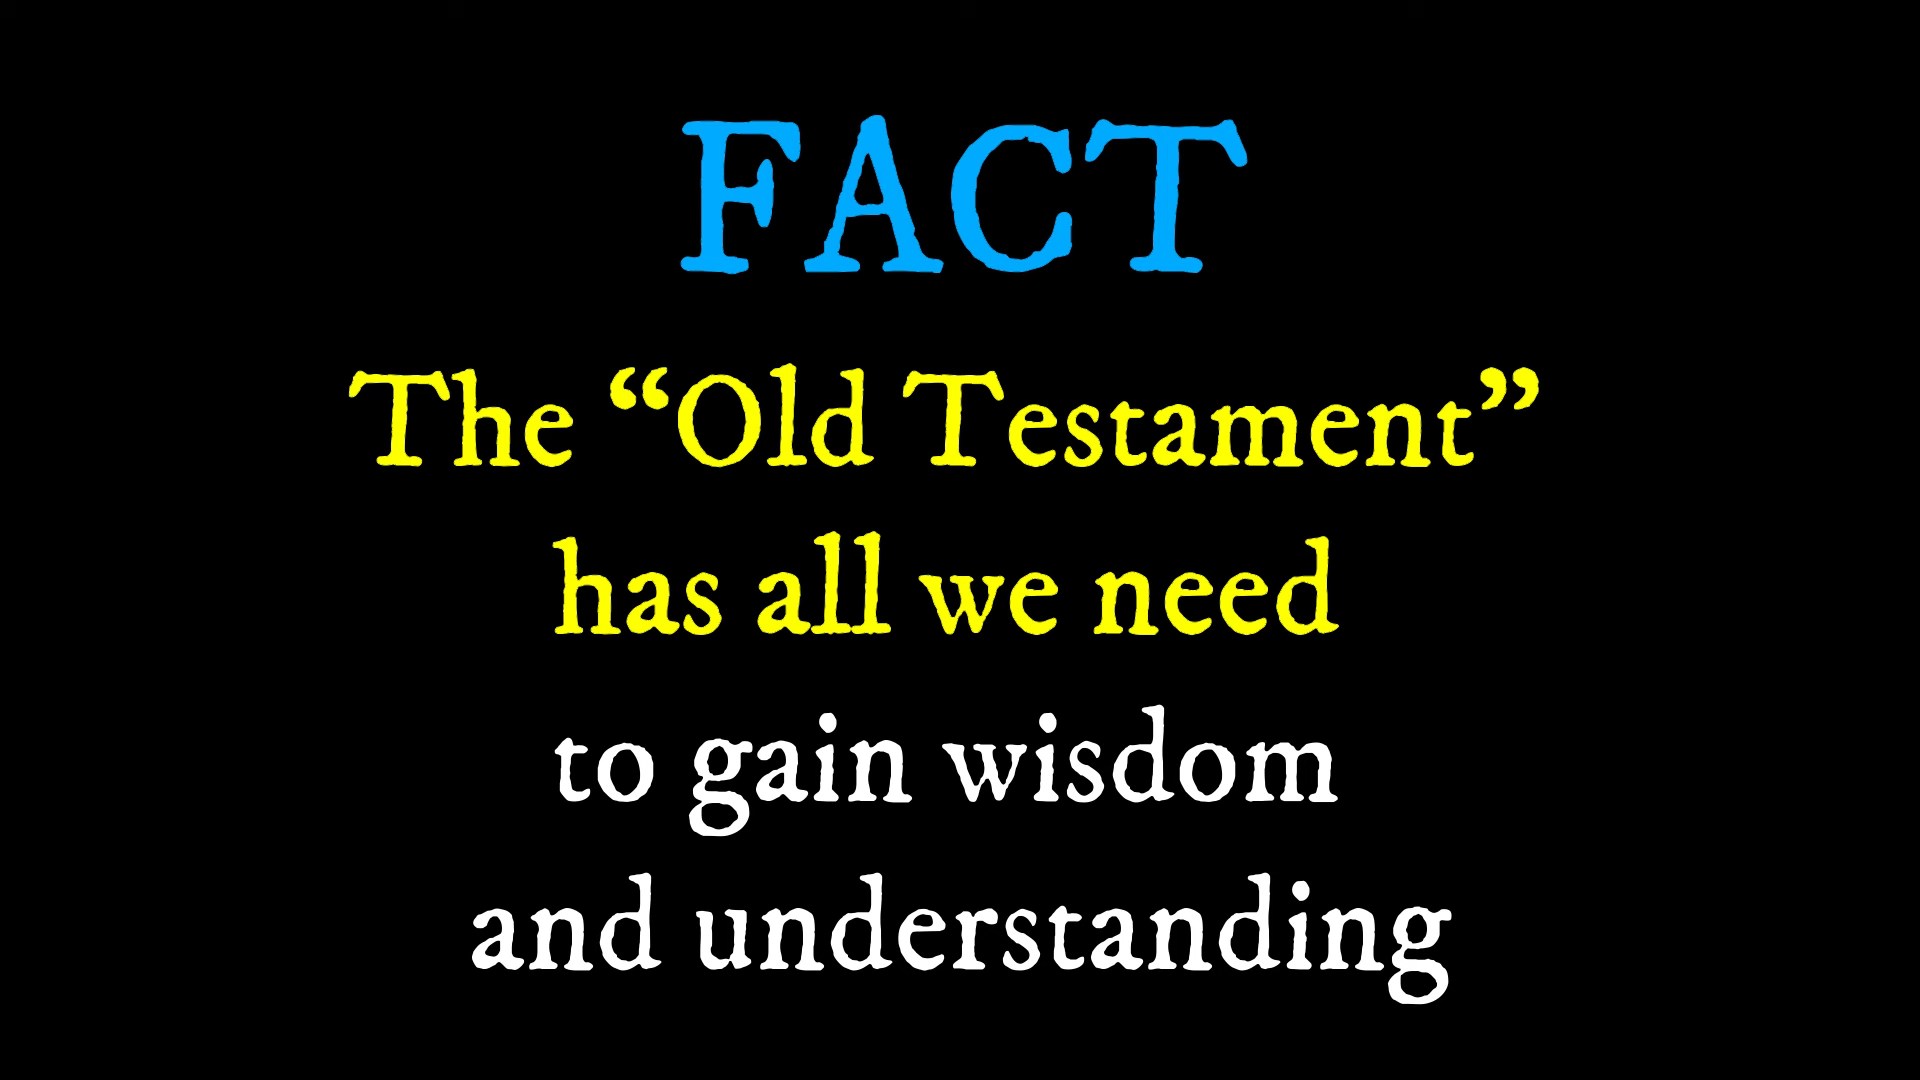 FACT
The “Old Testament”
has all we need
to gain wisdom
and understanding